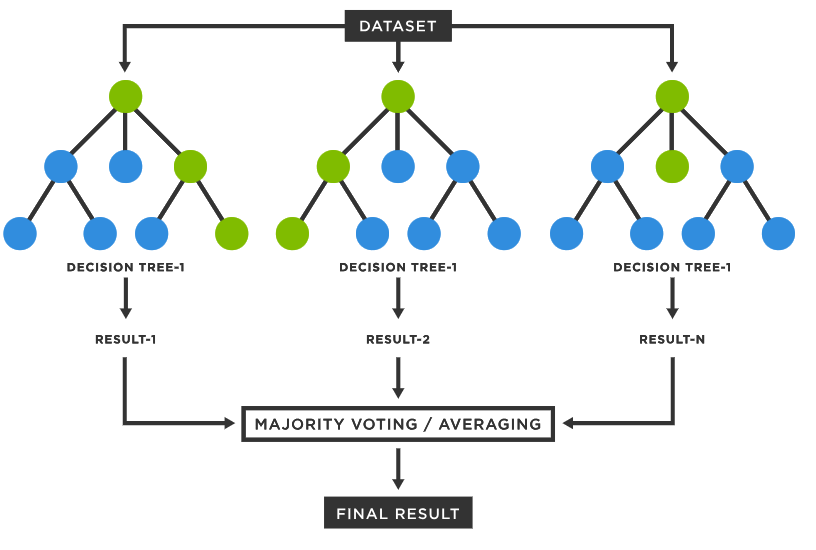 DATASET
DECISION TREE-1
DECISION TREE-1
DECISION TREE-1
RESULT-1
RESULT-2
RESULT-N
MAJORITY VOTING / AVERAGING
FINAL RESULT